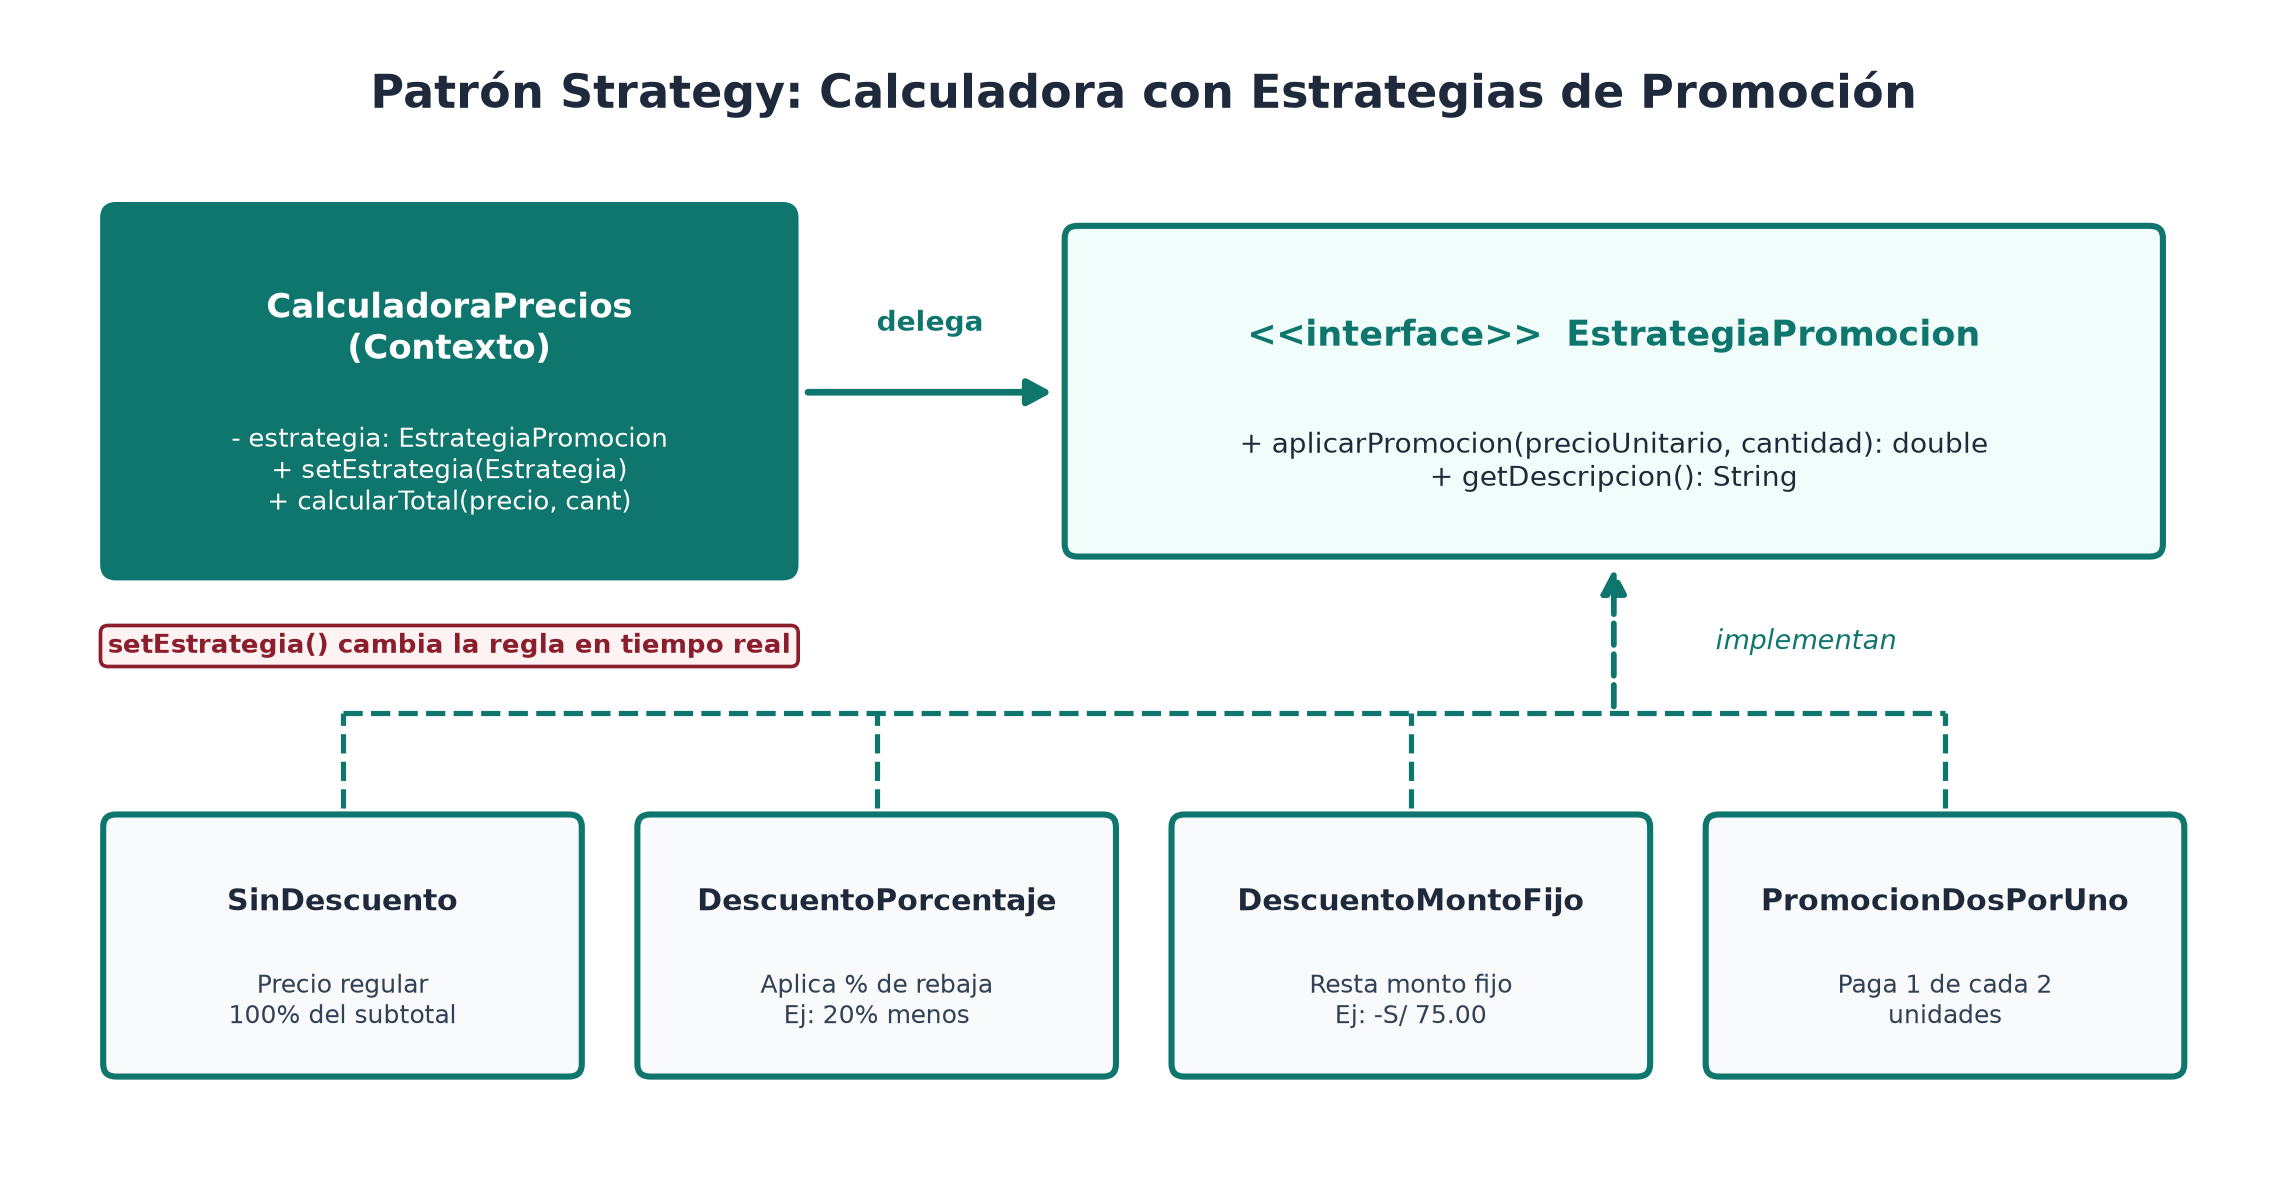 Patrón Strategy: Calculadora con Estrategias de Promoción
CalculadoraPrecios
(Contexto)
- estrategia: EstrategiaPromocion
+ setEstrategia(Estrategia)
+ calcularTotal(precio, cant)
delega
<<interface>>  EstrategiaPromocion
+ aplicarPromocion(precioUnitario, cantidad): double
+ getDescripcion(): String
setEstrategia() cambia la regla en tiempo real
implementan
SinDescuento
Precio regular
100% del subtotal
DescuentoPorcentaje
Aplica % de rebaja
Ej: 20% menos
DescuentoMontoFijo
Resta monto fijo
Ej: -S/ 75.00
PromocionDosPorUno
Paga 1 de cada 2
unidades